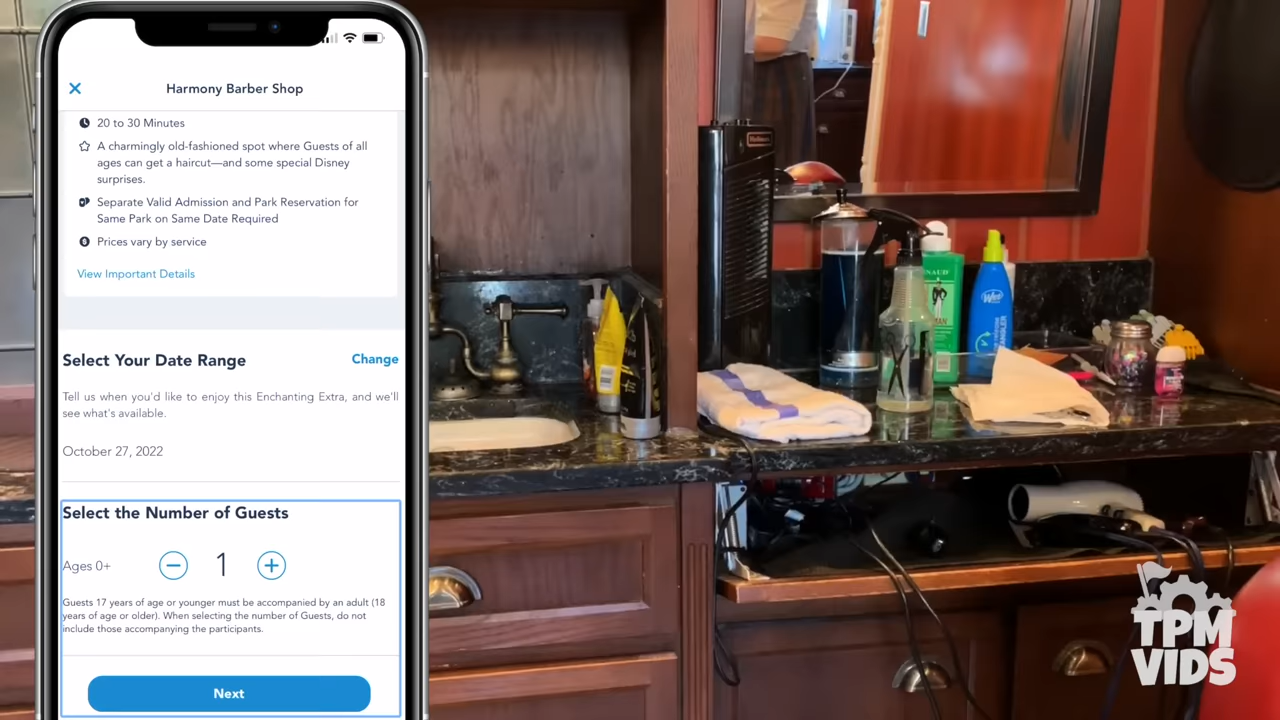 Harmony Barber Shop
20 to 30 Minutes
A charmingly old-fashioned spot where Guests of all
ages can get a haircut—and some special Disney
surprises.
Separate Valid Admission and Park Reservation for
Same Park on Same Date Required
Prices vary by service
View Important Details
Select Your Date Range
Change
Tell us when you'd like to enjoy this Enchanting Extra, and we'll
see what's available.
October 27, 2022
Select the Number of Guests
Ages 0+
1
Guests 17 years of age or younger must be accompanied by an adult (18
years of age or older). When selecting the number of Guests, do not
include those accompanying the participants.
Next
Wet
TPM
VIDS